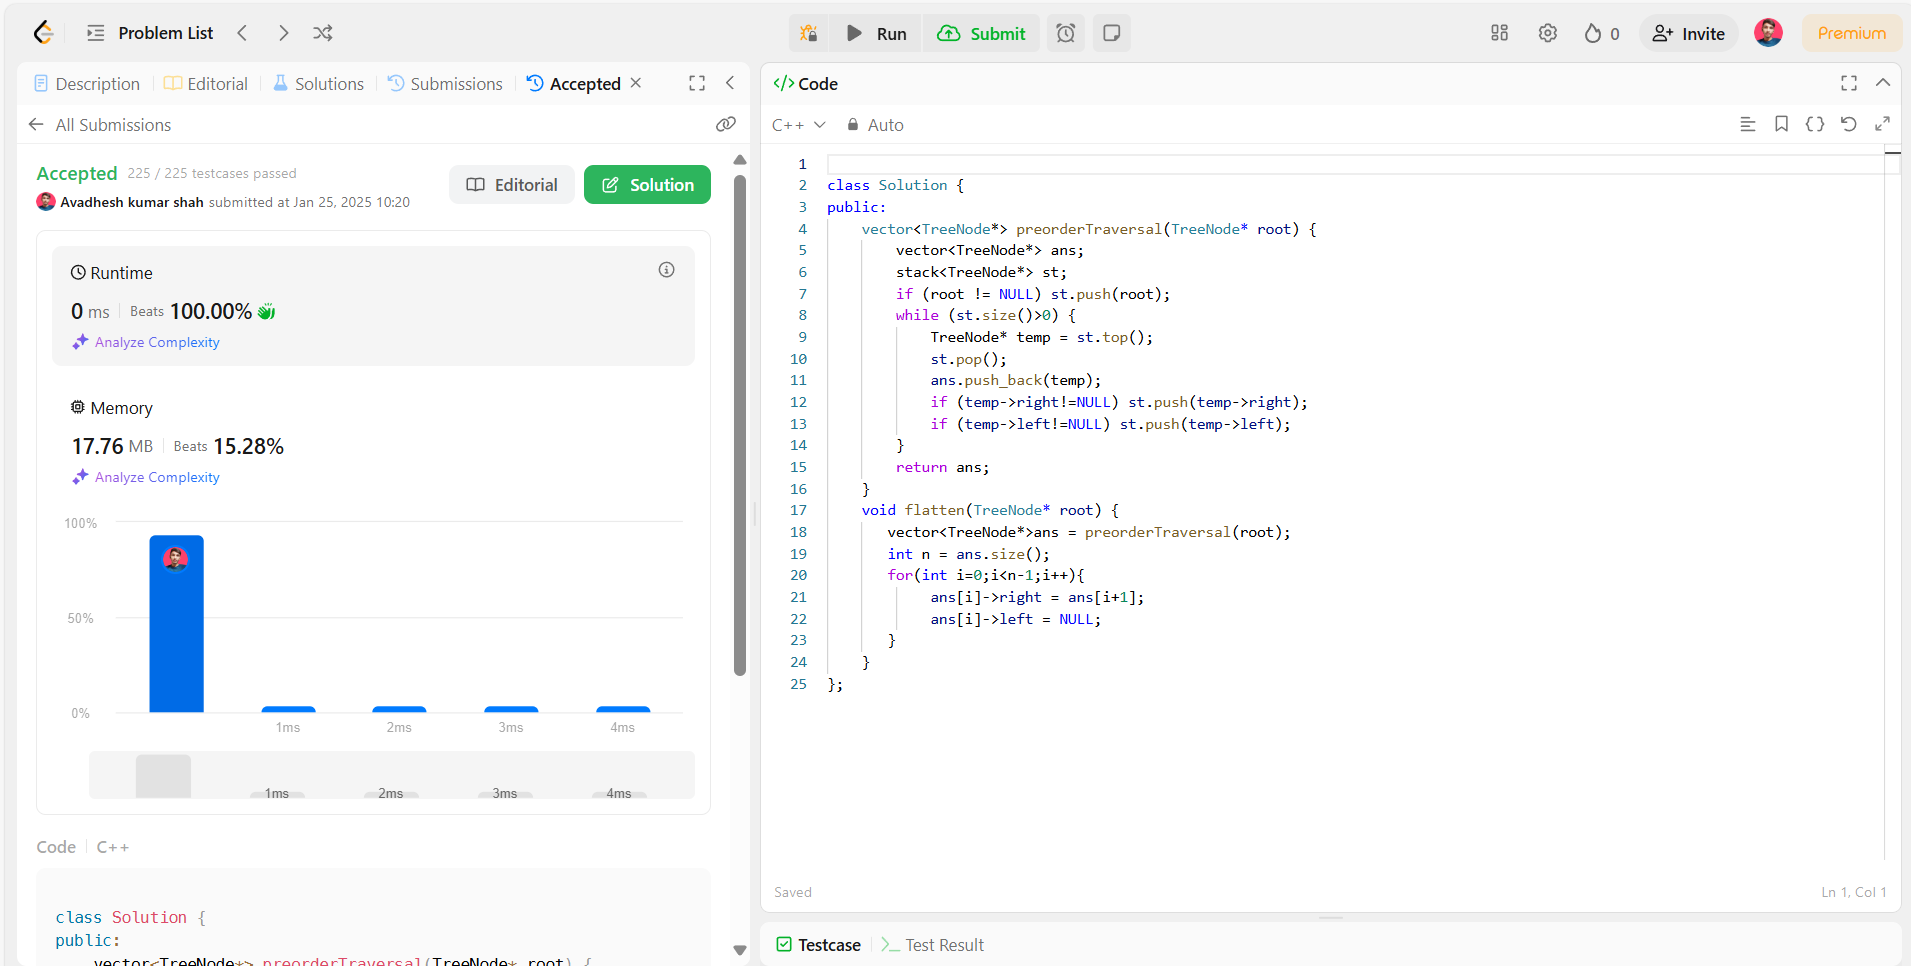 Problem List
Run
Submit
0
Invite
Premium
Description
Editorial
Solutions
Submissions
Accepted
All Submissions
Accepted 225 / 225 testcases passed
Avadhesh kumar shah submitted at Jan 25, 2025 10:20
Editorial
Solution
Runtime
0 ms
Beats 100.00%
Analyze Complexity
Memory
17.76 MB
Beats 15.28%
Analyze Complexity
100%
50%
0%
1ms
2ms
3ms
4ms
1ms
2ms
3ms
4ms
Code
C++
class Solution {
public:
    vector<TreeNode*> preorderTraversal(TreeNode* root) {
</> Code
C++
Auto
1
2 class Solution {
3 public:
4     vector<TreeNode*> preorderTraversal(TreeNode* root) {
5         vector<TreeNode*> ans;
6         stack<TreeNode*> st;
7         if (root != NULL) st.push(root);
8         while (st.size()>0) {
9             TreeNode* temp = st.top();
10             st.pop();
11             ans.push_back(temp);
12             if (temp->right!=NULL) st.push(temp->right);
13             if (temp->left!=NULL) st.push(temp->left);
14         }
15         return ans;
16     }
17     void flatten(TreeNode* root) {
18        vector<TreeNode*>ans = preorderTraversal(root);
19        int n = ans.size();
20        for(int i=0;i<n-1;i++){
21             ans[i]->right = ans[i+1];
22             ans[i]->left = NULL;
23        }
24     }
25 };
Saved
Ln 1, Col 1
Testcase
Test Result